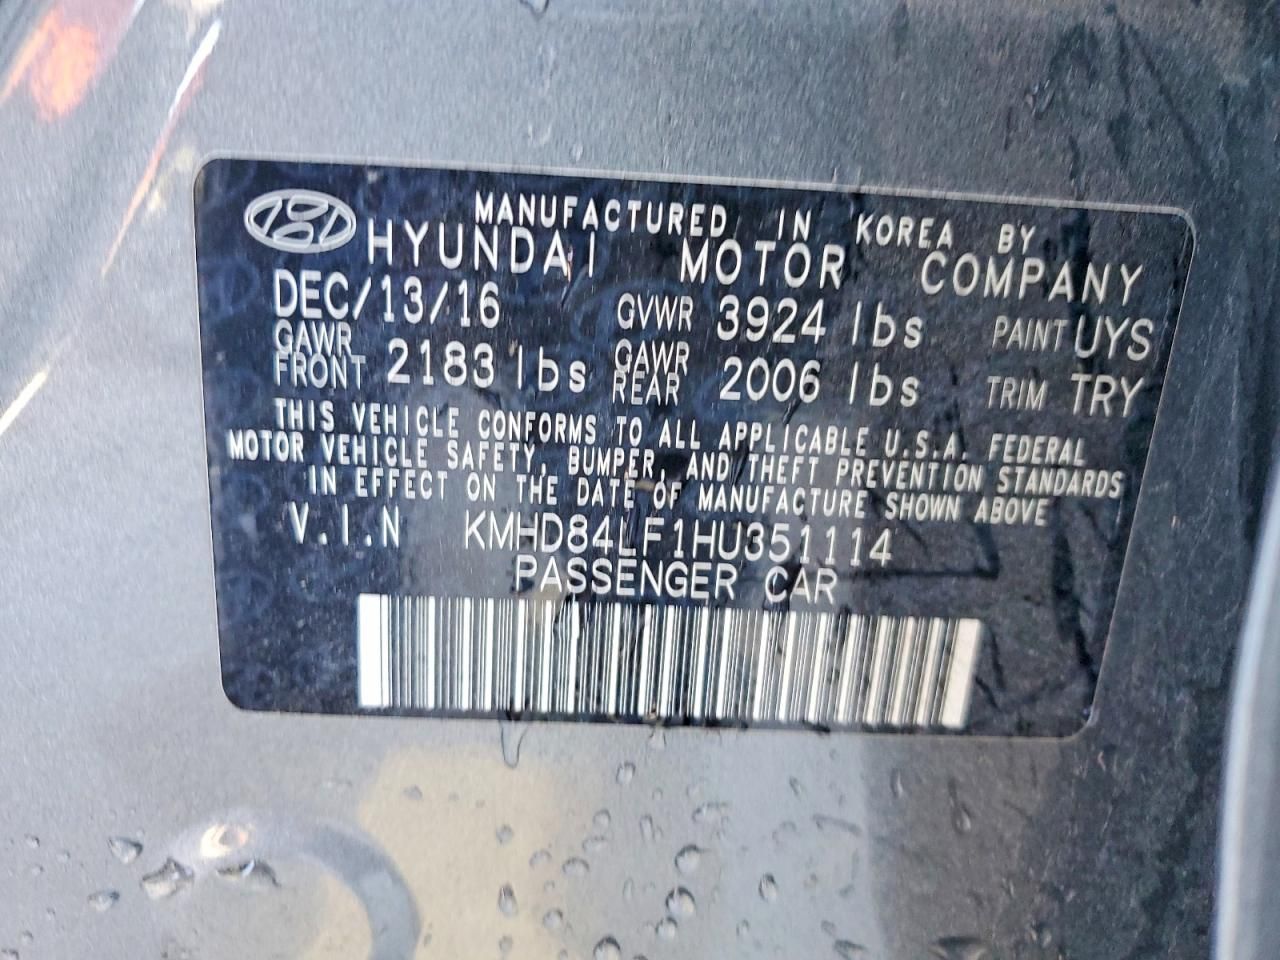 MANUFACTURED IN KOREA BY
HYUNDAI MOTOR COMPANY
DEC/13/16 GVWR 3924 lbs PAINT UYS
GAWR FRONT 2183 lbs GAWR REAR 2006 lbs TRIM TRY
THIS VEHICLE CONFORMS TO ALL APPLICABLE U.S.A. FEDERAL
MOTOR VEHICLE SAFETY, BUMPER, AND THEFT PREVENTION STANDARDS
IN EFFECT ON THE DATE OF MANUFACTURE SHOWN ABOVE
V.I.N KMHD84LF1HU351114
PASSENGER CAR